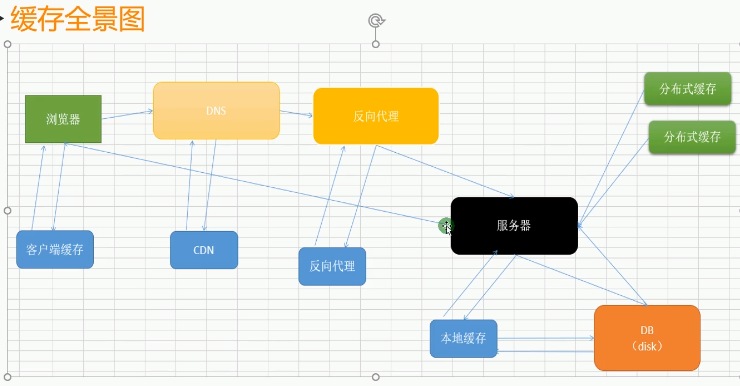 缓存全景图
分布式缓存
浏览器
DNS
反向代理
分布式缓存
服务器
客户端缓存
CDN
反向代理
本地缓存
DB
（disk）